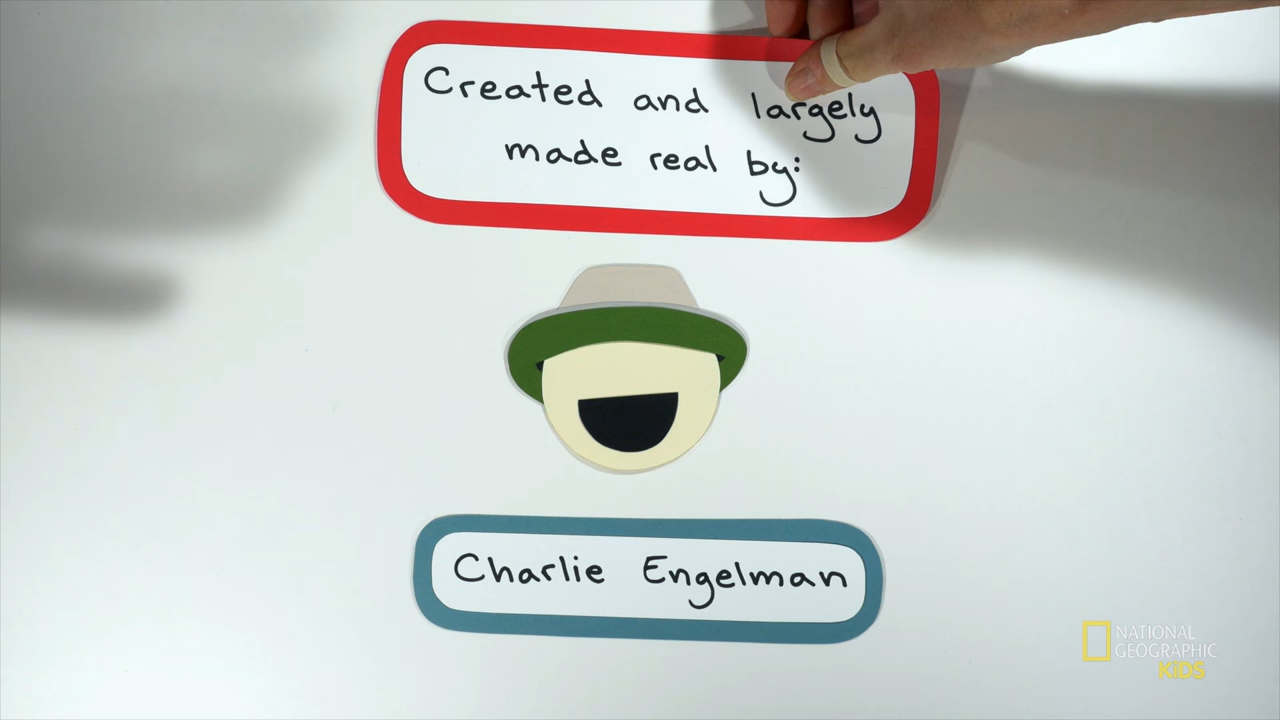 Created and largely
made real by:
Charlie Engelman
NATIONAL
GEOGRAPHIC
KiDS